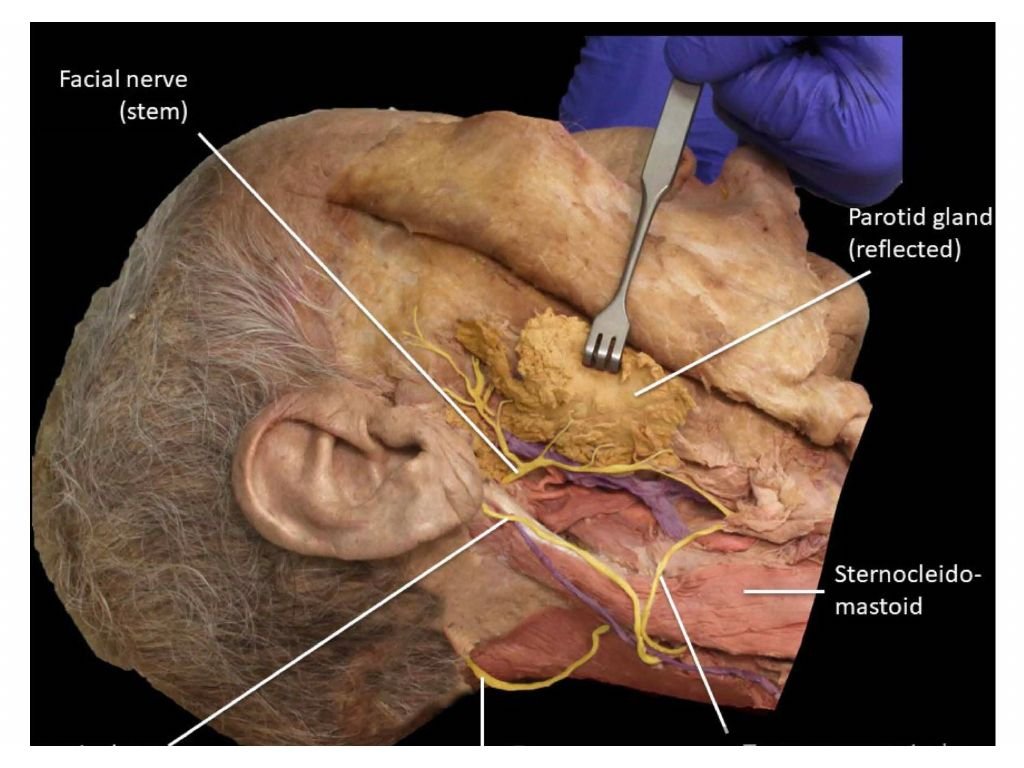 Facial nerve
(stem)
Parotid gland
(reflected)
Sternocleido-
mastoid